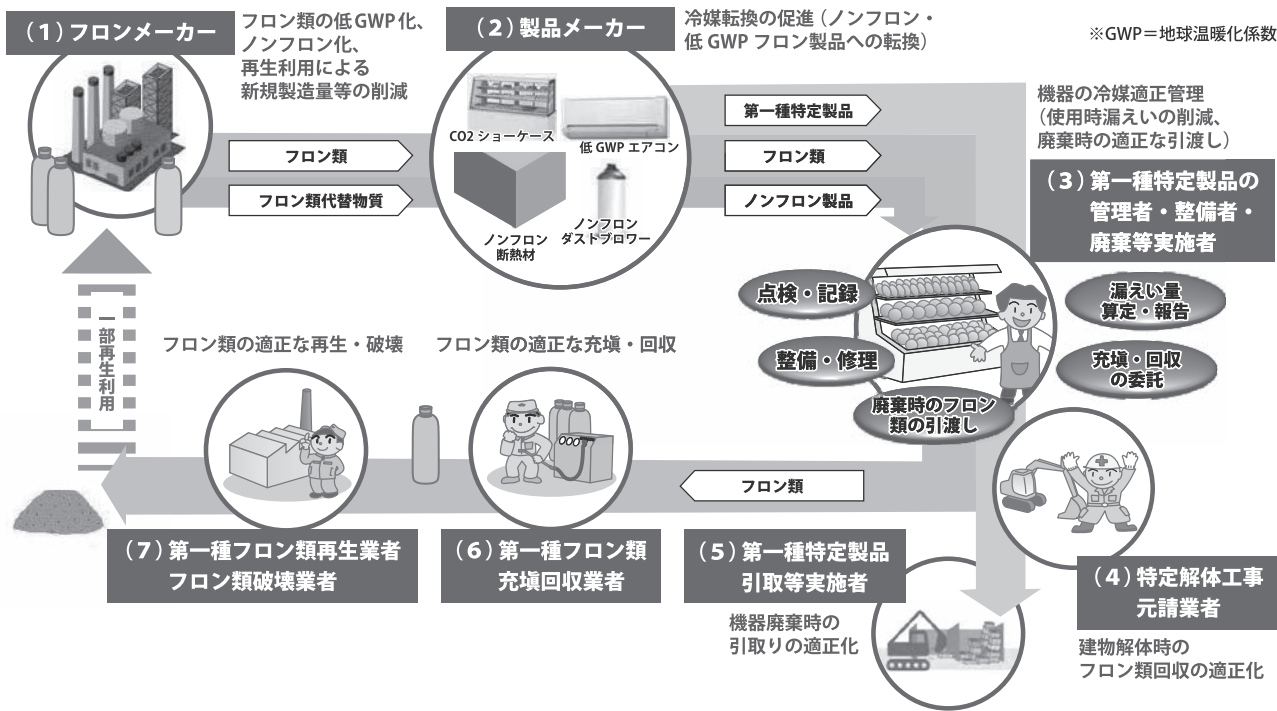 （1）フロンメーカー
フロン類の低GWP化、
ノンフロン化、
再生利用による
新規製造量等の削減
（2）製品メーカー
冷媒転換の促進（ノンフロン・
低GWPフロン製品への転換）
※GWP＝地球温暖化係数
CO2ショーケース
低GWPエアコン
ノンフロン
断熱材
ノンフロン
ダストブロワー
フロン類
フロン類代替物質
第一種特定製品
フロン類
ノンフロン製品
機器の冷媒適正管理
（使用時漏えいの削減、
廃棄時の適正な引渡し）
（3）第一種特定製品の
管理者・整備者・
廃棄等実施者
点検・記録
整備・修理
廃棄時のフロン
類の引渡し
漏えい量
算定・報告
充塡・回収
の委託
一部再生利用
フロン類の適正な再生・破壊
フロン類の適正な充塡・回収
フロン類
（7）第一種フロン類再生業者
フロン類破壊業者
（6）第一種フロン類
充塡回収業者
（5）第一種特定製品
引取等実施者
機器廃棄時の
引取りの適正化
（4）特定解体工事
元請業者
建物解体時の
フロン類回収の適正化